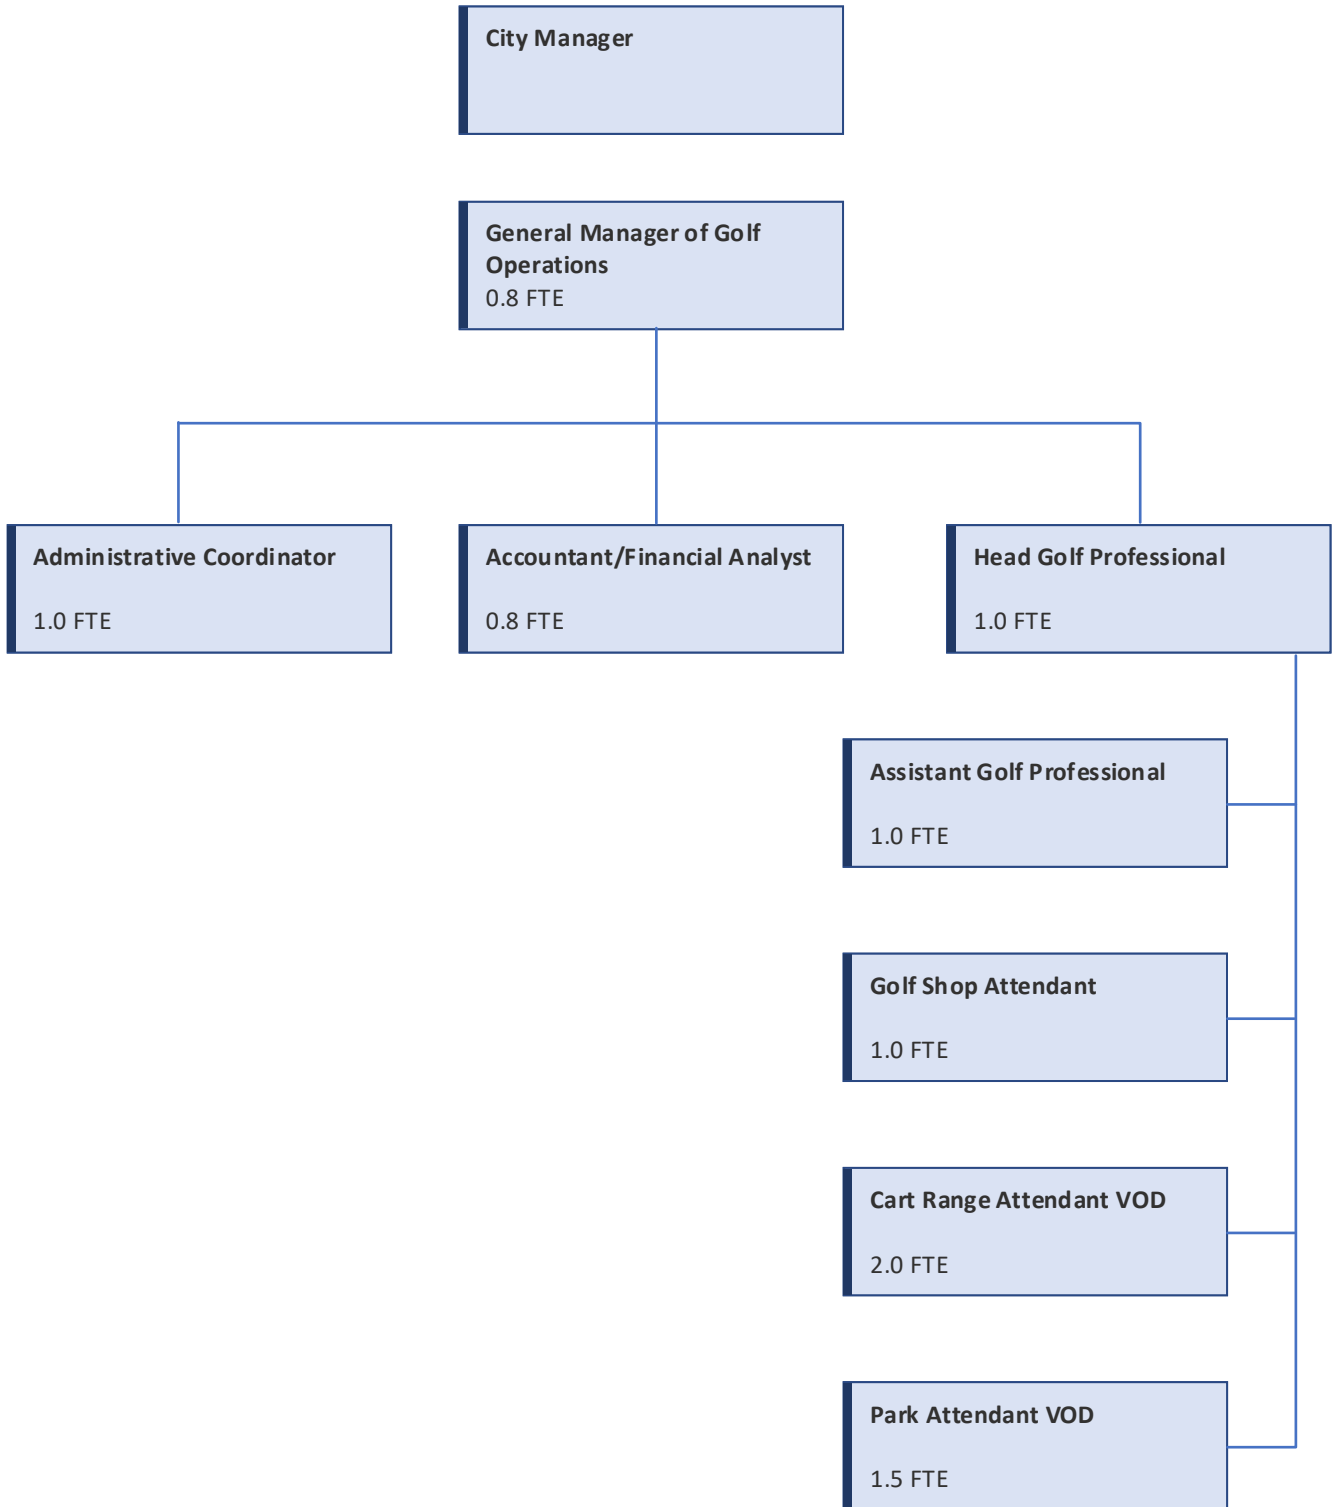 City Manager
General Manager of Golf
Operations
0.8 FTE
Administrative Coordinator
1.0 FTE
Accountant/Financial Analyst
0.8 FTE
Head Golf Professional
1.0 FTE
Assistant Golf Professional
1.0 FTE
Golf Shop Attendant
1.0 FTE
Cart Range Attendant VOD
2.0 FTE
Park Attendant VOD
1.5 FTE